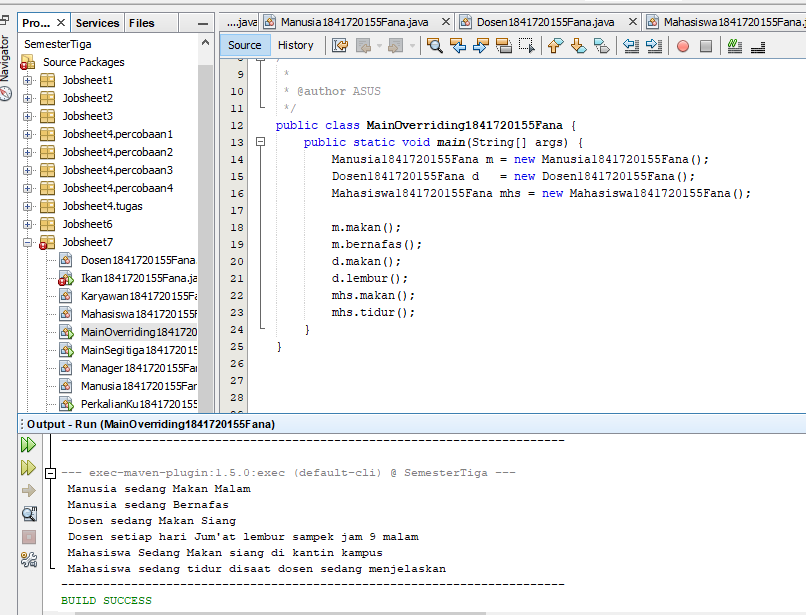 Pro...
Services
Files
Navigator
SemesterTiga
Source Packages
Jobsheet1
Jobsheet2
Jobsheet3
Jobsheet4.percobaan1
Jobsheet4.percobaan2
Jobsheet4.percobaan3
Jobsheet4.percobaan4
Jobsheet4.tugas
Jobsheet6
Jobsheet7
Dosen1841720155Fana.
Ikan1841720155Fana.ja
Karyawan1841720155Fa
Mahasiswa1841720155F
MainOverriding1841720
MainSegitiga1841720155
Manager1841720155Fa
Manusia1841720155Far
PerkalianKu1841720155
....java
Manusia1841720155Fana.java
Dosen1841720155Fana.java
Mahasiswa1841720155Fana.j
Source
History
9 *
10 * @author ASUS
11 */
12 public class MainOverriding1841720155Fana {
13 public static void main(String[] args) {
14 Manusia1841720155Fana m = new Manusia1841720155Fana();
15 Dosen1841720155Fana d = new Dosen1841720155Fana();
16 Mahasiswa1841720155Fana mhs = new Mahasiswa1841720155Fana();
17
18 m.makan();
19 m.bernafas();
20 d.makan();
21 d.lembur();
22 mhs.makan();
23 mhs.tidur();
24 }
25 }
26
27
28
Output - Run (MainOverriding1841720155Fana)
------------------------------------------------------------------------
--- exec-maven-plugin:1.5.0:exec (default-cli) @ SemesterTiga ---
Manusia sedang Makan Malam
Manusia sedang Bernafas
Dosen sedang Makan Siang
Dosen setiap hari Jum'at lembur sampek jam 9 malam
Mahasiswa Sedang Makan siang di kantin kampus
Mahasiswa sedang tidur disaat dosen sedang menjelaskan
------------------------------------------------------------------------
BUILD SUCCESS